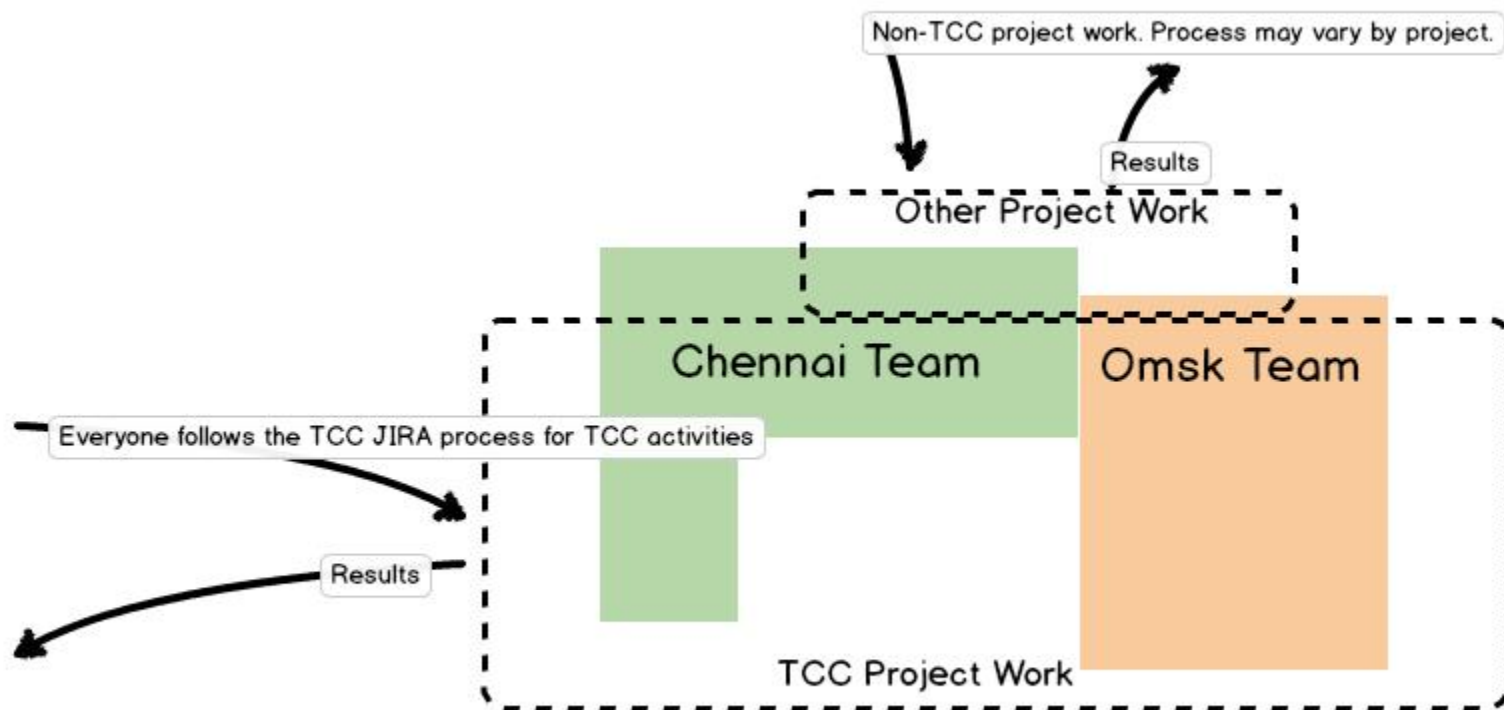 Non-TCC project work. Process may vary by project.
Results
Other Project Work
Chennai Team
Omsk Team
Everyone follows the TCC JIRA process for TCC activities
Results
TCC Project Work